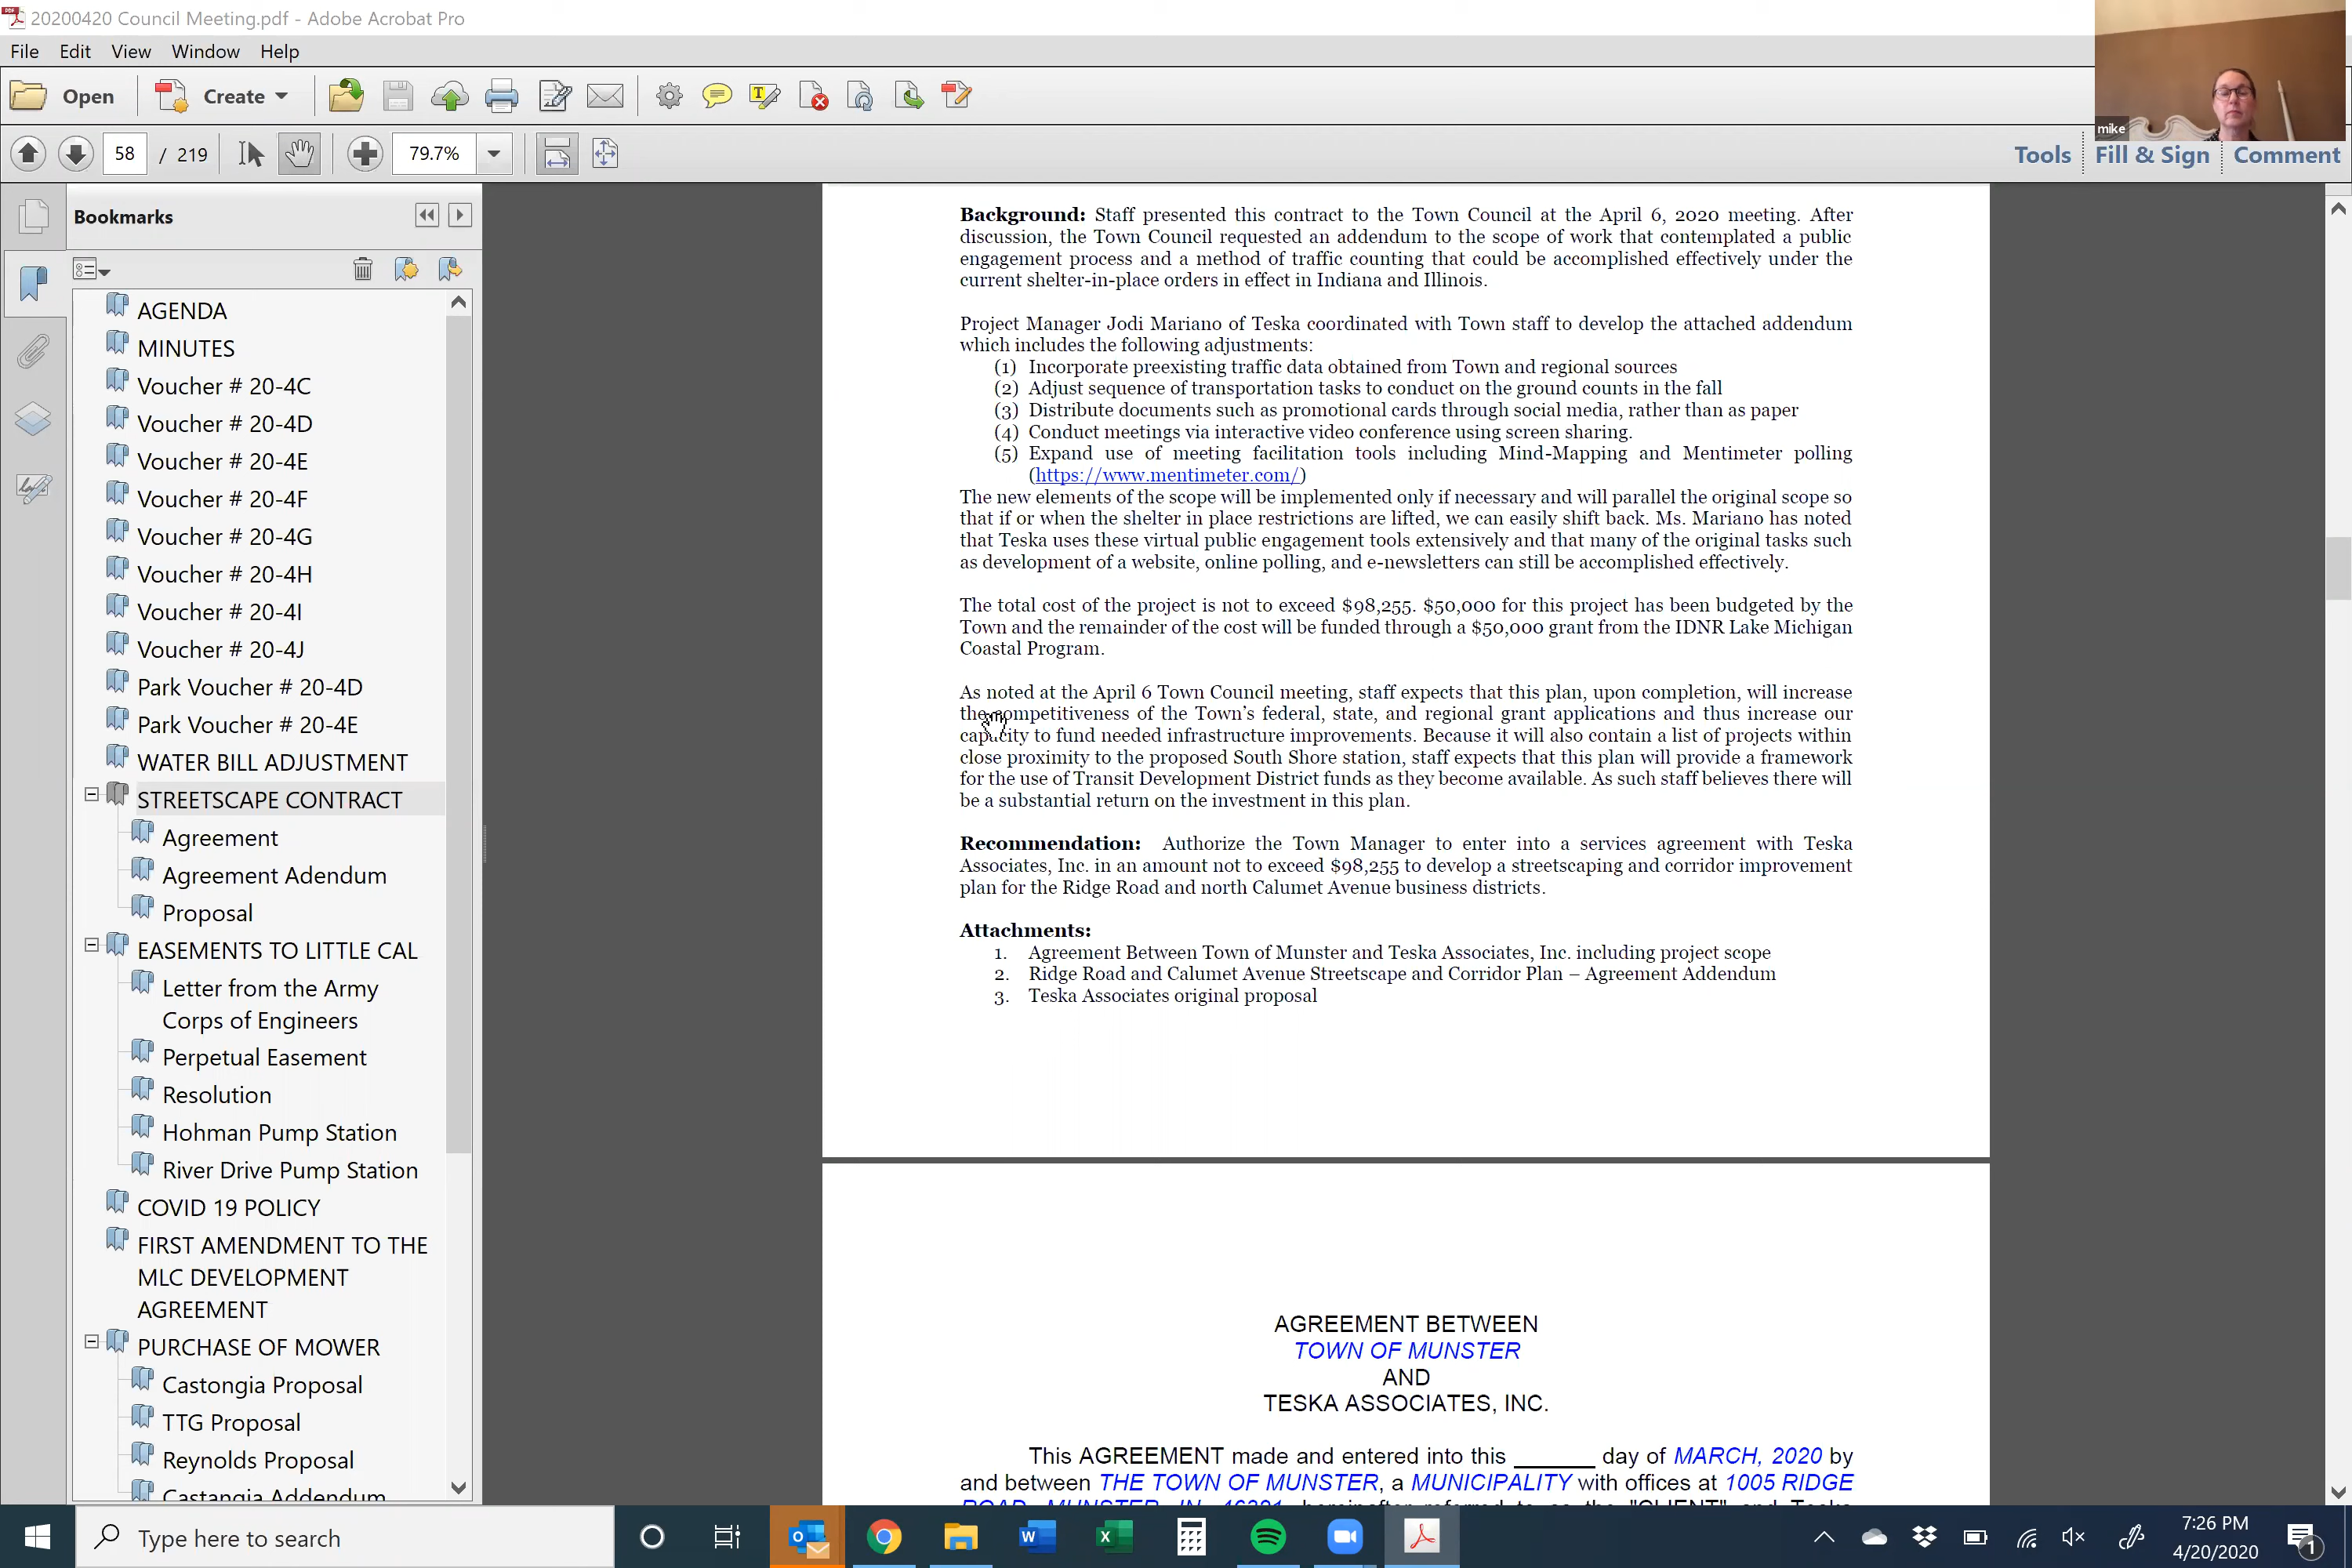 20200420 Council Meeting.pdf - Adobe Acrobat Pro
File Edit View Window Help
Open Create
58 / 219 79.7%
mike
Tools Fill & Sign Comment
Bookmarks
AGENDA
MINUTES
Voucher # 20-4C
Voucher # 20-4D
Voucher # 20-4E
Voucher # 20-4F
Voucher # 20-4G
Voucher # 20-4H
Voucher # 20-4I
Voucher # 20-4J
Park Voucher # 20-4D
Park Voucher # 20-4E
WATER BILL ADJUSTMENT
STREETSCAPE CONTRACT
Agreement
Agreement Adendum
Proposal
EASEMENTS TO LITTLE CAL
Letter from the Army
Corps of Engineers
Perpetual Easement
Resolution
Hohman Pump Station
River Drive Pump Station
COVID 19 POLICY
FIRST AMENDMENT TO THE
MLC DEVELOPMENT
AGREEMENT
PURCHASE OF MOWER
Castongia Proposal
TTG Proposal
Reynolds Proposal
Castangia Addendum
Background: Staff presented this contract to the Town Council at the April 6, 2020 meeting. After
discussion, the Town Council requested an addendum to the scope of work that contemplated a public
engagement process and a method of traffic counting that could be accomplished effectively under the
current shelter-in-place orders in effect in Indiana and Illinois.
Project Manager Jodi Mariano of Teska coordinated with Town staff to develop the attached addendum
which includes the following adjustments:
(1) Incorporate preexisting traffic data obtained from Town and regional sources
(2) Adjust sequence of transportation tasks to conduct on the ground counts in the fall
(3) Distribute documents such as promotional cards through social media, rather than as paper
(4) Conduct meetings via interactive video conference using screen sharing.
(5) Expand use of meeting facilitation tools including Mind-Mapping and Mentimeter polling
(https://www.mentimeter.com/)
The new elements of the scope will be implemented only if necessary and will parallel the original scope so
that if or when the shelter in place restrictions are lifted, we can easily shift back. Ms. Mariano has noted
that Teska uses these virtual public engagement tools extensively and that many of the original tasks such
as development of a website, online polling, and e-newsletters can still be accomplished effectively.
The total cost of the project is not to exceed $98,255. $50,000 for this project has been budgeted by the
Town and the remainder of the cost will be funded through a $50,000 grant from the IDNR Lake Michigan
Coastal Program.
As noted at the April 6 Town Council meeting, staff expects that this plan, upon completion, will increase
the competitiveness of the Town's federal, state, and regional grant applications and thus increase our
capacity to fund needed infrastructure improvements. Because it will also contain a list of projects within
close proximity to the proposed South Shore station, staff expects that this plan will provide a framework
for the use of Transit Development District funds as they become available. As such staff believes there will
be a substantial return on the investment in this plan.
Recommendation: Authorize the Town Manager to enter into a services agreement with Teska
Associates, Inc. in an amount not to exceed $98,255 to develop a streetscaping and corridor improvement
plan for the Ridge Road and north Calumet Avenue business districts.
Attachments:
1. Agreement Between Town of Munster and Teska Associates, Inc. including project scope
2. Ridge Road and Calumet Avenue Streetscape and Corridor Plan – Agreement Addendum
3. Teska Associates original proposal
AGREEMENT BETWEEN
TOWN OF MUNSTER
AND
TESKA ASSOCIATES, INC.
This AGREEMENT made and entered into this ______ day of MARCH, 2020 by
and between THE TOWN OF MUNSTER, a MUNICIPALITY with offices at 1005 RIDGE
ROAD, MUNSTER, IN 46321, hereinafter referred to as the "CLIENT" and Teska
Type here to search
7:26 PM
4/20/2020
1